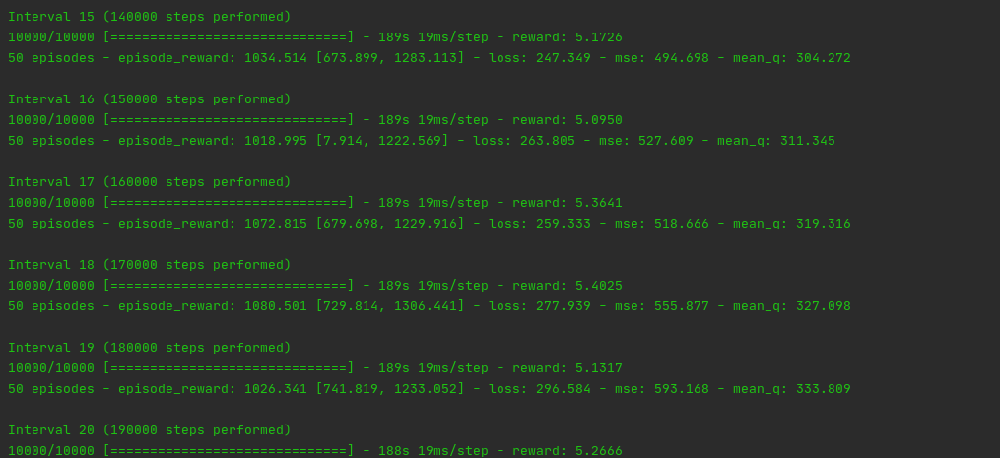 Interval 15 (140000 steps performed)
10000/10000 [==============================] - 189s 19ms/step - reward: 5.1726
50 episodes - episode_reward: 1034.514 [673.899, 1283.113] - loss: 247.349 - mse: 494.698 - mean_q: 304.272
Interval 16 (150000 steps performed)
10000/10000 [==============================] - 189s 19ms/step - reward: 5.0950
50 episodes - episode_reward: 1018.995 [7.914, 1222.569] - loss: 263.805 - mse: 527.609 - mean_q: 311.345
Interval 17 (160000 steps performed)
10000/10000 [==============================] - 189s 19ms/step - reward: 5.3641
50 episodes - episode_reward: 1072.815 [679.698, 1229.916] - loss: 259.333 - mse: 518.666 - mean_q: 319.316
Interval 18 (170000 steps performed)
10000/10000 [==============================] - 189s 19ms/step - reward: 5.4025
50 episodes - episode_reward: 1080.501 [729.814, 1306.441] - loss: 277.939 - mse: 555.877 - mean_q: 327.098
Interval 19 (180000 steps performed)
10000/10000 [==============================] - 189s 19ms/step - reward: 5.1317
50 episodes - episode_reward: 1026.341 [741.819, 1233.052] - loss: 296.584 - mse: 593.168 - mean_q: 333.809
Interval 20 (190000 steps performed)
10000/10000 [==============================] - 188s 19ms/step - reward: 5.2666